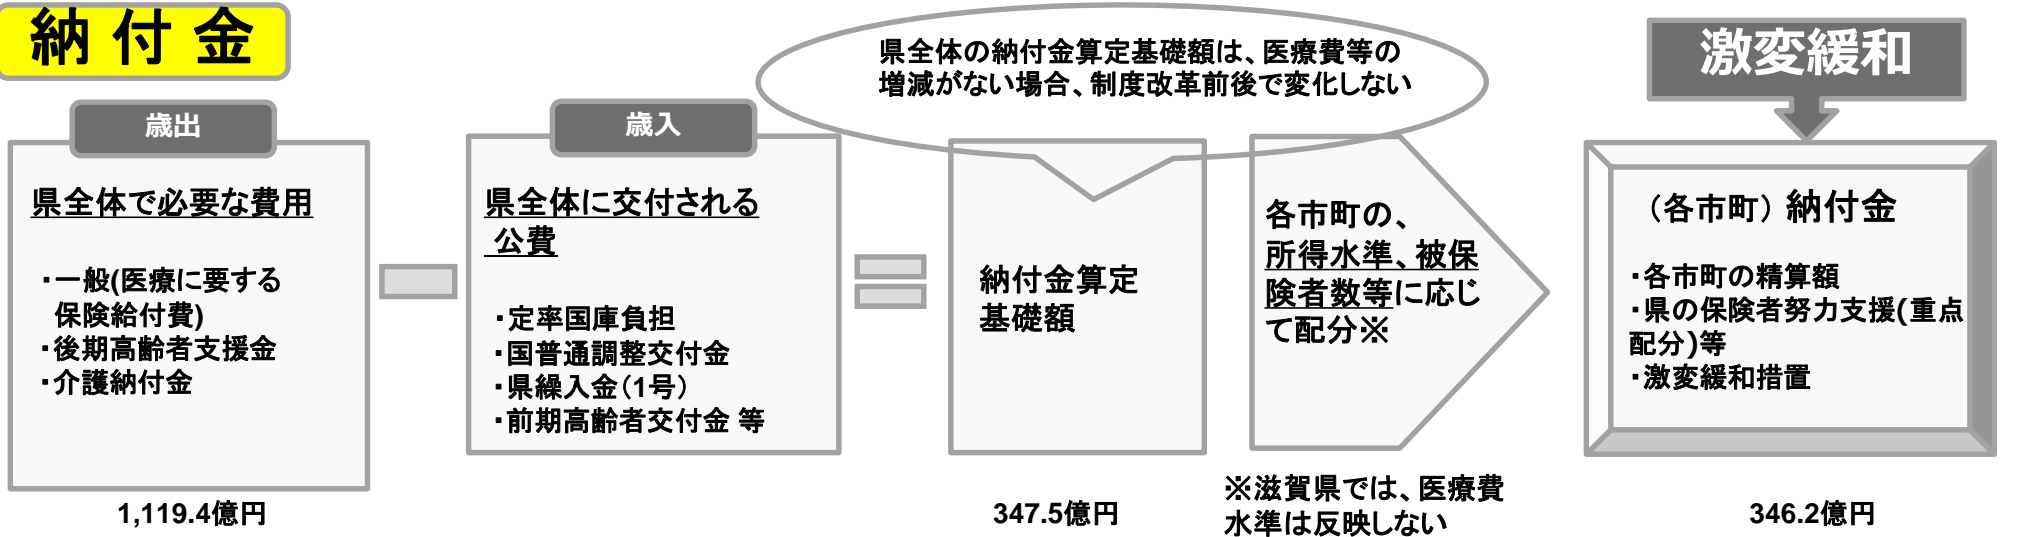 納付金
県全体の納付金算定基礎額は、医療費等の
増減がない場合、制度改革前後で変化しない
激変緩和
歳出
県全体で必要な費用
・一般(医療に要する
保険給付費)
・後期高齢者支援金
・介護納付金
1,119.4億円
歳入
県全体に交付される
公費
・定率国庫負担
・国普通調整交付金
・県繰入金（1号）
・前期高齢者交付金 等
納付金算定
基礎額
347.5億円
各市町の、
所得水準、被保
険者数等に応じ
て配分※
※滋賀県では、医療費
水準は反映しない
（各市町）納付金
・各市町の精算額
・県の保険者努力支援(重点
配分)等
・激変緩和措置
346.2億円